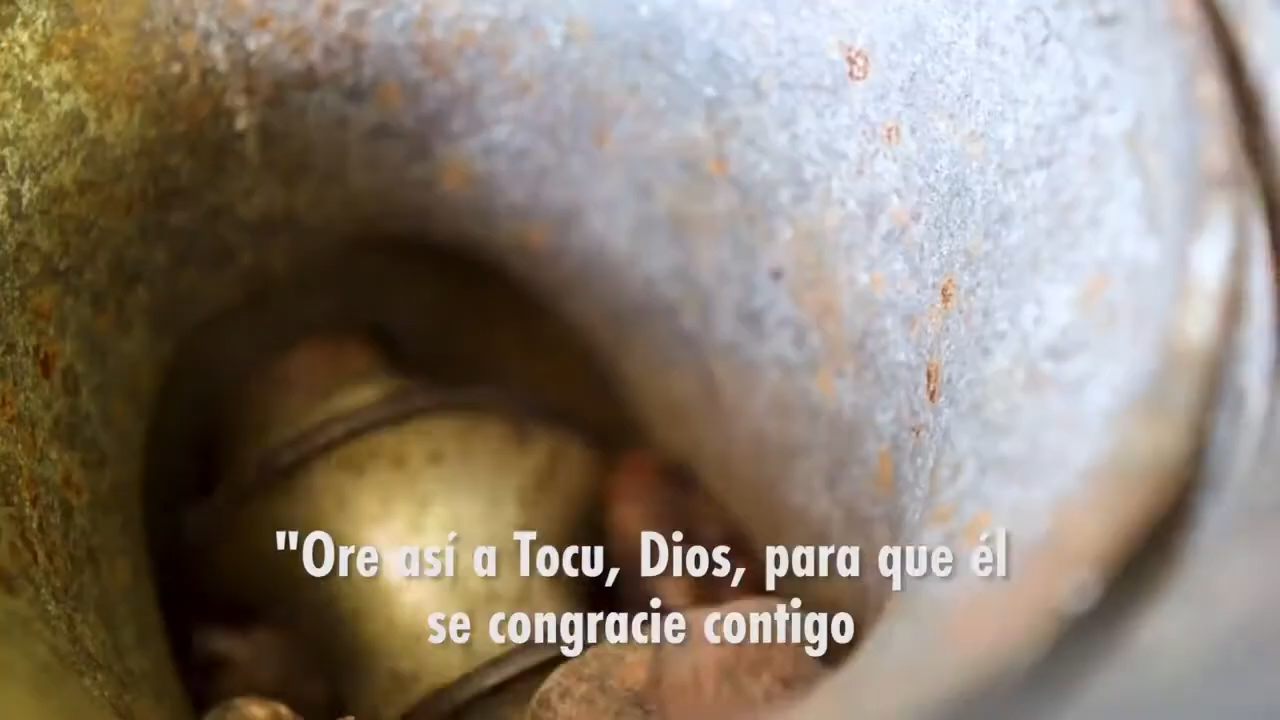 "Ore así a Tocu, Dios, para que él
se congracie contigo